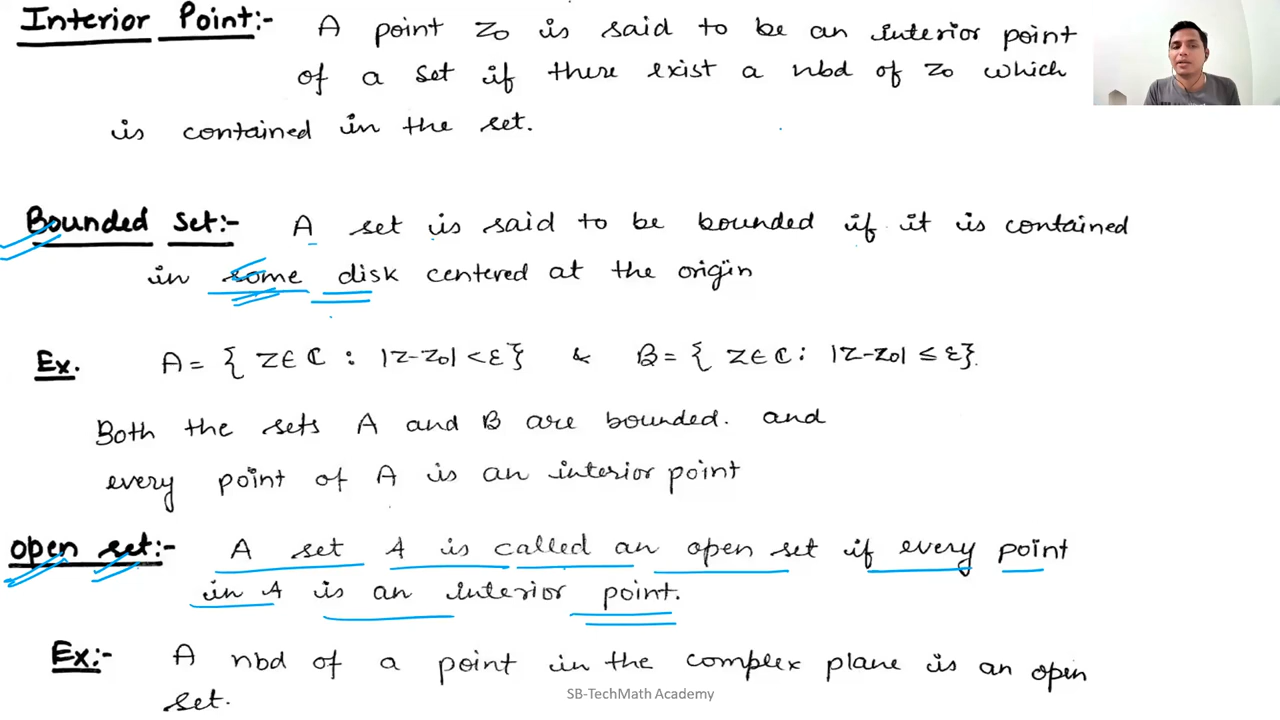 Interior Point:- A point z₀ is said to be an interior point
of a set if there exist a nbd of z₀ which
is contained in the set.
Bounded set:- A set is said to be bounded if it is contained
in some disk centered at the origin
Ex. A = { z∈ ℂ : |z-z₀| < ε } & B = { z∈ ℂ : |z-z₀| ≤ ε }.
Both the sets A and B are bounded. and
every point of A is an interior point
open set:- A set A is called an open set if every point
in A is an interior point.
Ex:- A nbd of a point in the complex plane is an open
set.
SB-TechMath Academy